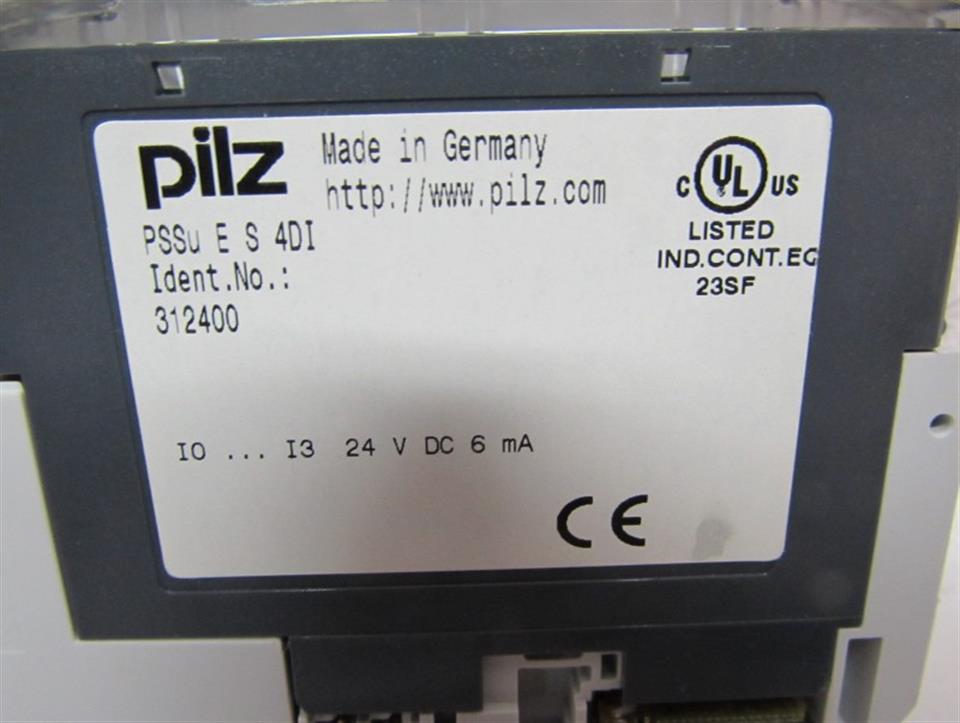 pilz
Made in Germany
http://www.pilz.com
PSSu E S 4DI
Ident.No.:
312400
C UL US
LISTED
IND.CONT.EQ
23SF
I0 ... I3 24 V DC 6 mA
CE